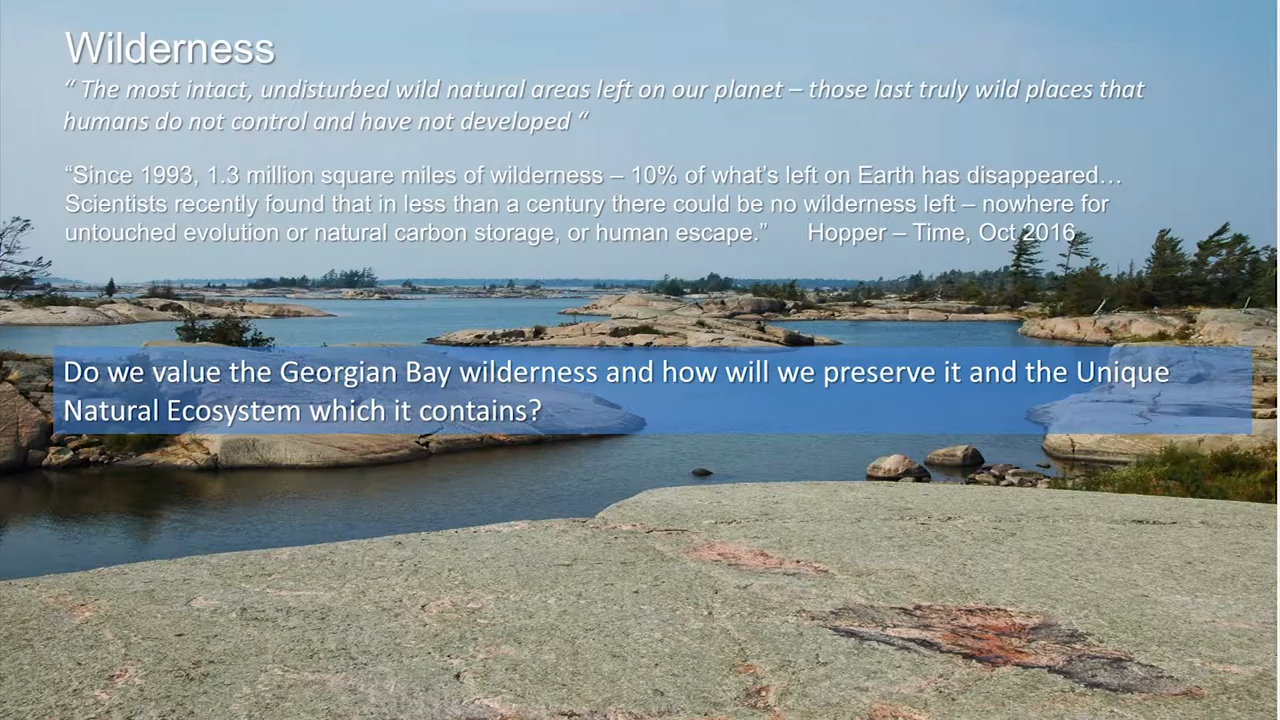 Wilderness
“ The most intact, undisturbed wild natural areas left on our planet – those last truly wild places that
humans do not control and have not developed “
“Since 1993, 1.3 million square miles of wilderness – 10% of what’s left on Earth has disappeared…
Scientists recently found that in less than a century there could be no wilderness left – nowhere for
untouched evolution or natural carbon storage, or human escape.” Hopper – Time, Oct 2016
Do we value the Georgian Bay wilderness and how will we preserve it and the Unique
Natural Ecosystem which it contains?